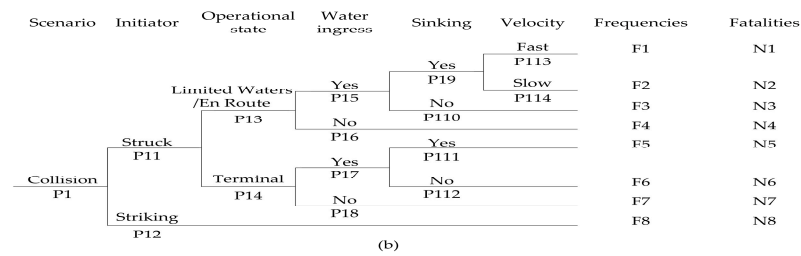 Scenario Initiator Operational state Water ingress Sinking Velocity Frequencies Fatalities
Fast
P113 F1 N1
Yes
P19
Slow
P114 F2 N2
Limited Waters /En Route
P13
Yes
P15
No
P110 F3 N3
No
P16 F4 N4
Struck
P11
Yes
P111 F5 N5
Yes
P17
Collision
P1
Terminal
P14
No
P112 F6 N6
No
P18 F7 N7
Striking
P12 F8 N8
(b)